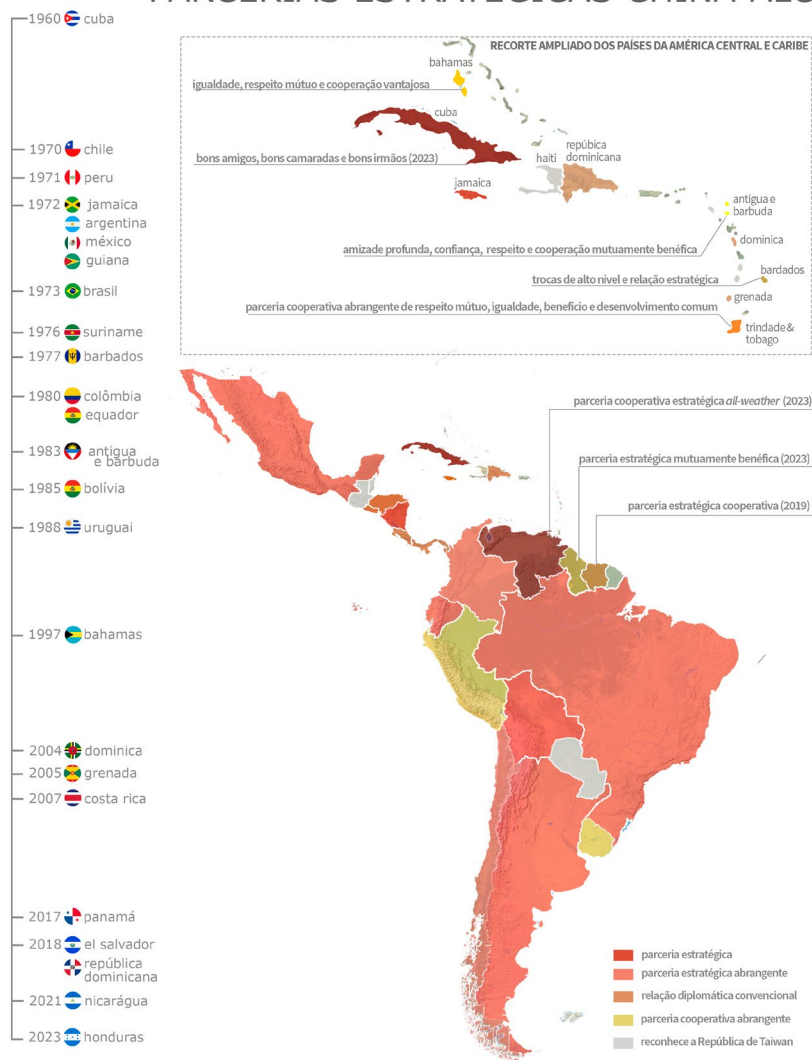 PARCERIAS ESTRATÉGICAS CHINA-ALC
1960 cuba
1970 chile
1971 peru
1972 jamaica
argentina
méxico
guiana
1973 brasil
1976 suriname
1977 barbados
1980 colômbia
equador
1983 antigua
e barbuda
1985 bolívia
1988 uruguai
1997 bahamas
2004 dominica
2005 grenada
2007 costa rica
2017 panamá
2018 el salvador
república
dominicana
2021 nicarágua
2023 honduras
RECORTE AMPLIADO DOS PAÍSES DA AMÉRICA CENTRAL E CARIBE
bahamas
igualdade, respeito mútuo e cooperação vantajosa
cuba
bons amigos, bons camaradas e bons irmãos (2023)
haiti
repúbica
dominicana
jamaica
antigua e
barbuda
amizade profunda, confiança, respeito e cooperação mutuamente benéfica
dominica
trocas de alto nível e relação estratégica
bardados
grenada
parceria cooperativa abrangente de respeito mútuo, igualdade, benefício e desenvolvimento comum
trindade &
tobago
parceria cooperativa estratégica all-weather (2023)
parceria estratégica mutuamente benéfica (2023)
parceria estratégica cooperativa (2019)
parceria estratégica
parceria estratégica abrangente
relação diplomática convencional
parceria cooperativa abrangente
reconhece a República de Taiwan